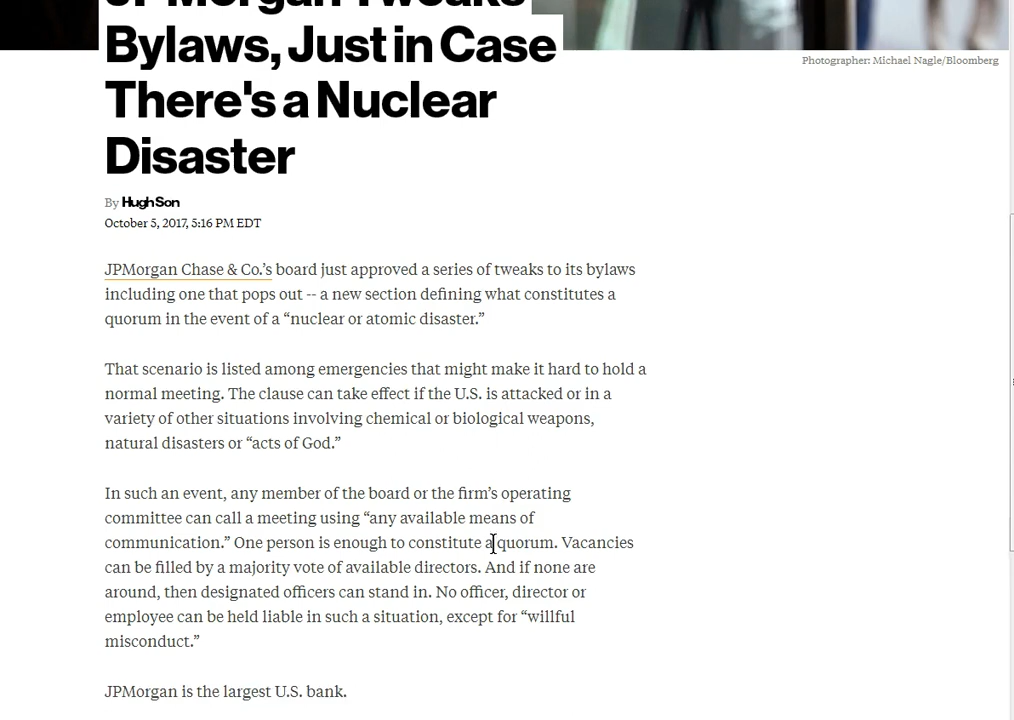 JPMorgan Tweaks
Bylaws, Just in Case
There's a Nuclear
Disaster
Photographer: Michael Nagle/Bloomberg
By Hugh Son
October 5, 2017, 5:16 PM EDT
JPMorgan Chase & Co.’s board just approved a series of tweaks to its bylaws
including one that pops out -- a new section defining what constitutes a
quorum in the event of a “nuclear or atomic disaster.”
That scenario is listed among emergencies that might make it hard to hold a
normal meeting. The clause can take effect if the U.S. is attacked or in a
variety of other situations involving chemical or biological weapons,
natural disasters or “acts of God.”
In such an event, any member of the board or the firm’s operating
committee can call a meeting using “any available means of
communication.” One person is enough to constitute a quorum. Vacancies
can be filled by a majority vote of available directors. And if none are
around, then designated officers can stand in. No officer, director or
employee can be held liable in such a situation, except for “willful
misconduct.”
JPMorgan is the largest U.S. bank.